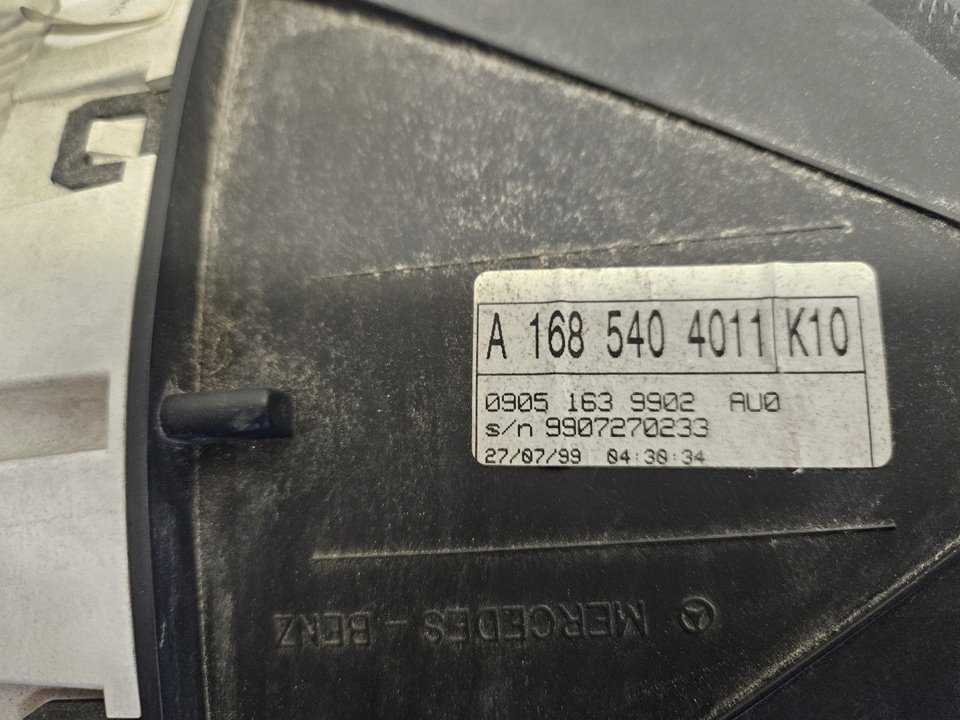 A 168 540 4011 K10
0905 163 9902 AU0
s/n 9907270233
27/07/99 04:30:34
MERCEDES - BENZ